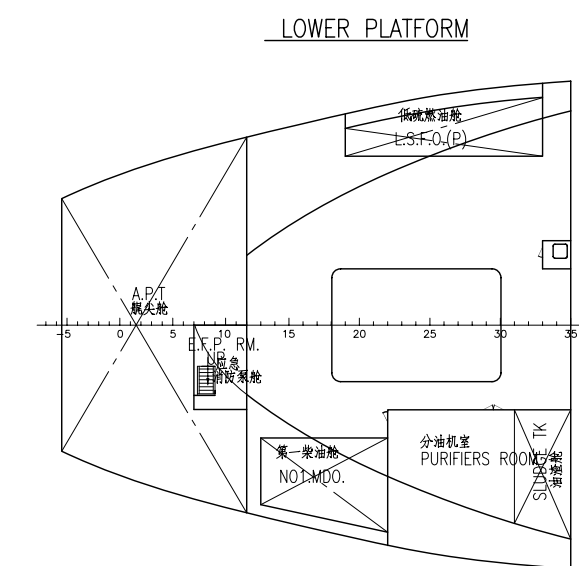 LOWER PLATFORM
低硫燃油舱
L.S.F.O.(P)
A.P.T
艉尖舱
-5 0 5 10 15 20 25 30 35
E.F.P. RM.
UP
应急
消防泵舱
第一柴油舱
NO1.MDO.
分油机室
PURIFIERS ROOM
SLUDGE TK
油渣舱